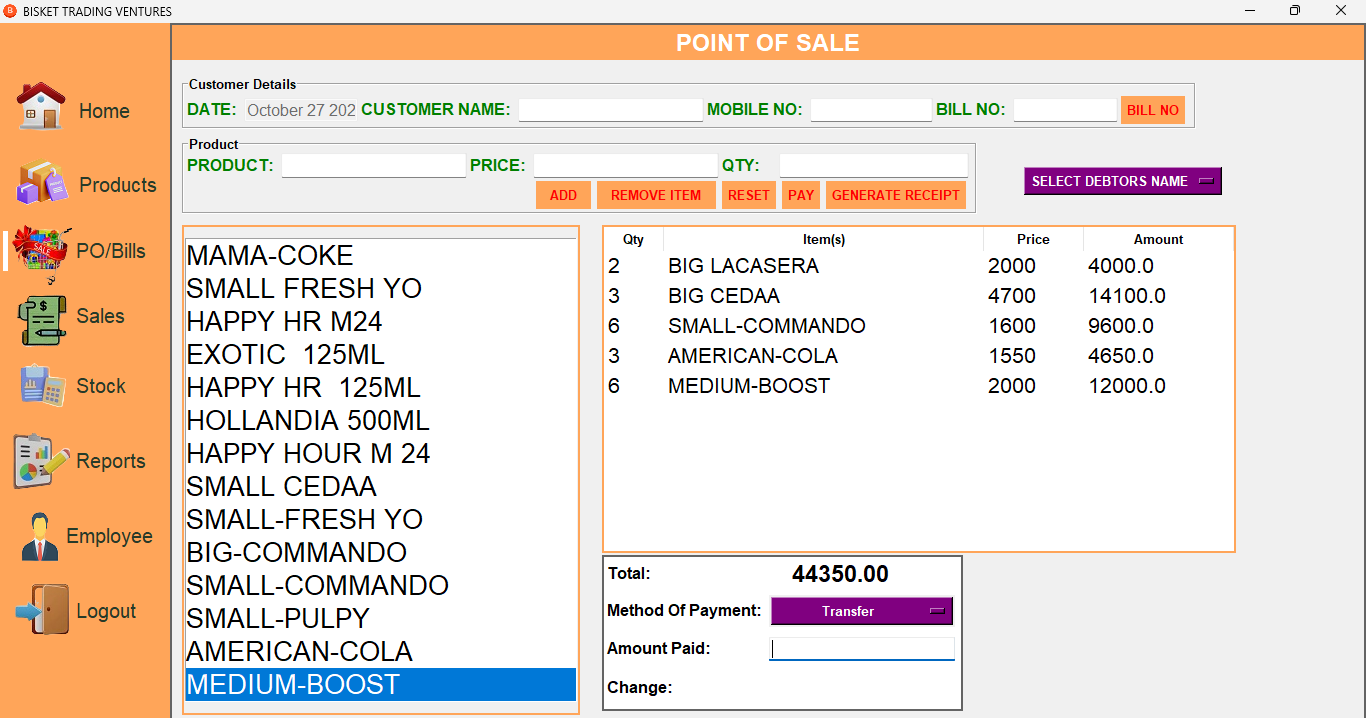 BISKET TRADING VENTURES
POINT OF SALE
Home
Products
PO/Bills
Sales
Stock
Reports
Employee
Logout
Customer Details
DATE: October 27 202 CUSTOMER NAME: MOBILE NO: BILL NO: BILL NO
Product
PRODUCT: PRICE: QTY:
ADD REMOVE ITEM RESET PAY GENERATE RECEIPT
SELECT DEBTORS NAME
MAMA-COKE
SMALL FRESH YO
HAPPY HR M24
EXOTIC  125ML
HAPPY HR  125ML
HOLLANDIA 500ML
HAPPY HOUR M 24
SMALL CEDAA
SMALL-FRESH YO
BIG-COMMANDO
SMALL-COMMANDO
SMALL-PULPY
AMERICAN-COLA
MEDIUM-BOOST
Qty Item(s) Price Amount
2 BIG LACASERA 2000 4000.0
3 BIG CEDAA 4700 14100.0
6 SMALL-COMMANDO 1600 9600.0
3 AMERICAN-COLA 1550 4650.0
6 MEDIUM-BOOST 2000 12000.0
Total: 44350.00
Method Of Payment: Transfer
Amount Paid:
Change: